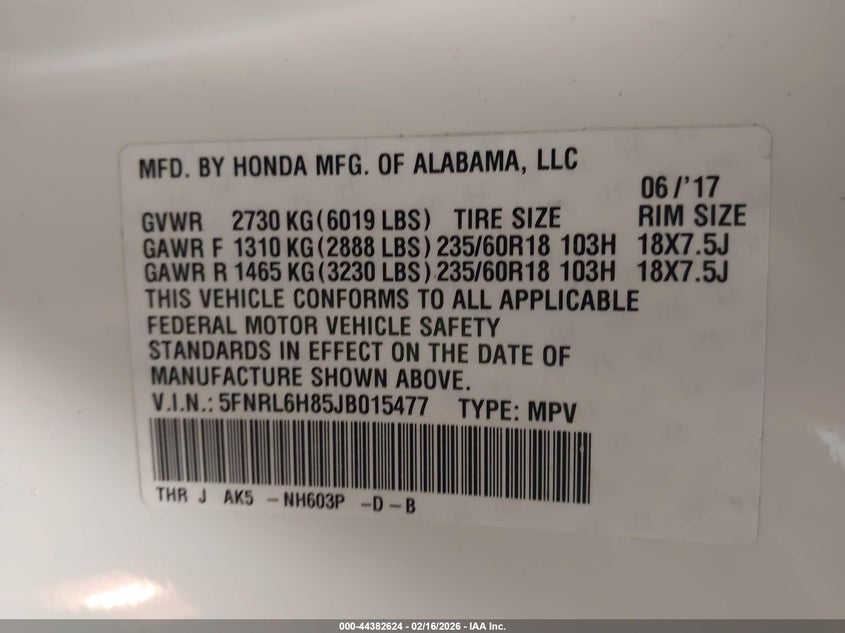 MFD. BY HONDA MFG. OF ALABAMA, LLC
06/'17
GVWR 2730 KG(6019 LBS) TIRE SIZE RIM SIZE
GAWR F 1310 KG(2888 LBS) 235/60R18 103H 18X7.5J
GAWR R 1465 KG(3230 LBS) 235/60R18 103H 18X7.5J
THIS VEHICLE CONFORMS TO ALL APPLICABLE
FEDERAL MOTOR VEHICLE SAFETY
STANDARDS IN EFFECT ON THE DATE OF
MANUFACTURE SHOWN ABOVE.
V.I.N.: 5FNRL6H85JB015477 TYPE: MPV
THR J AK5 -NH603P -D-B
000-44382624 - 02/16/2026 - IAA Inc.